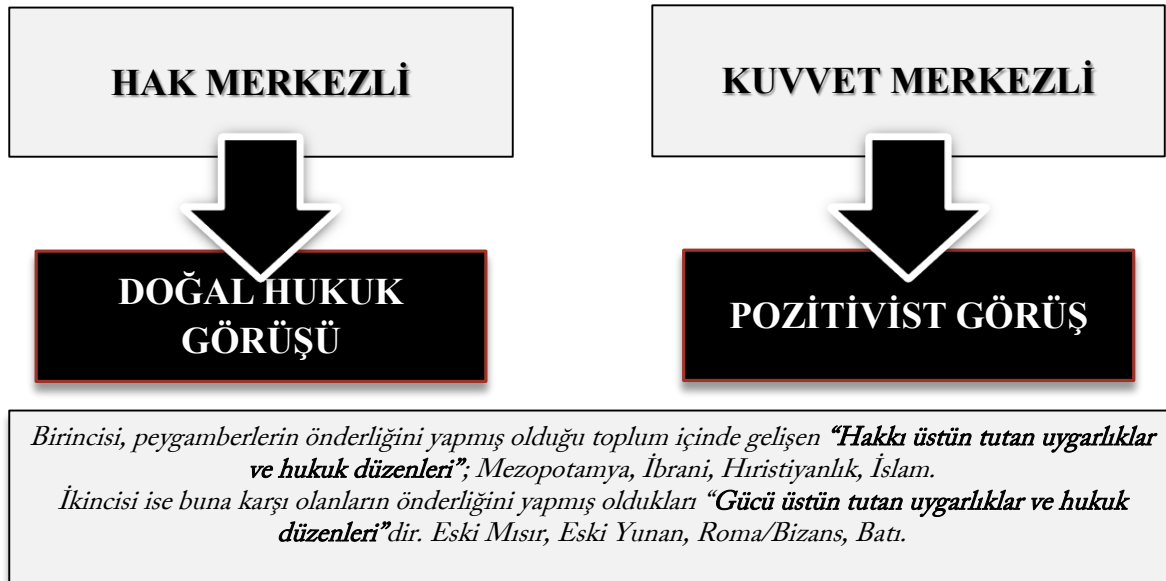 HAK MERKEZLİ
KUVVET MERKEZLİ
DOĞAL HUKUK
GÖRÜŞÜ
POZİTİVİST GÖRÜŞ
Birincisi, peygamberlerin önderliğini yapmış olduğu toplum içinde gelişen “Hakkı üstün tutan uygarlıklar
ve hukuk düzenleri”; Mezopotamya, İbrani, Hıristiyanlık, İslam.
İkincisi ise buna karşı olanların önderliğini yapmış oldukları “Gücü üstün tutan uygarlıklar ve hukuk
düzenleri”dir. Eski Mısır, Eski Yunan, Roma/Bizans, Batı.